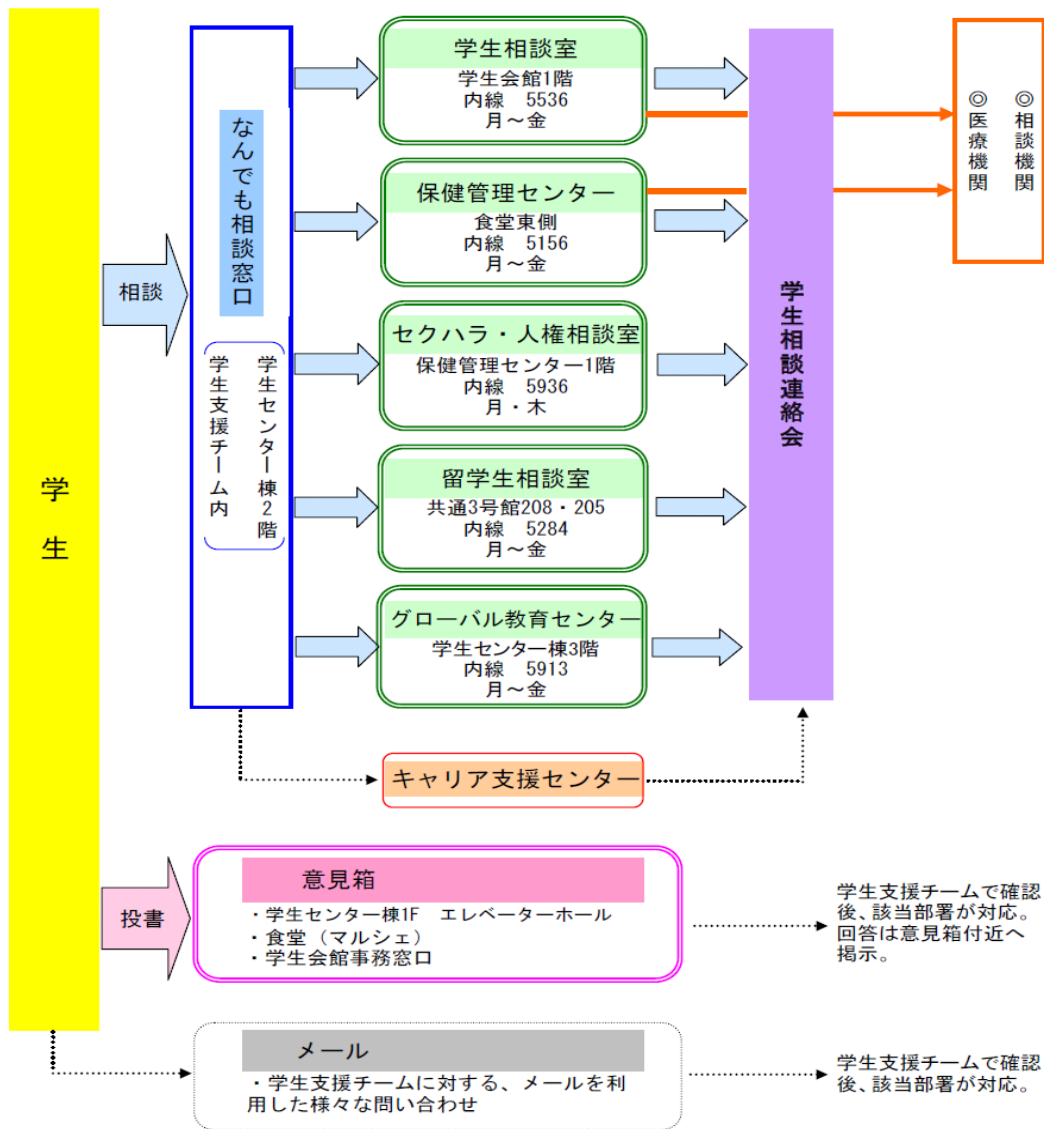 学生
相談
なんでも相談窓口
学生センター棟2階
学生支援チーム内
学生相談室
学生会館1階
内線　5536
月～金
保健管理センター
食堂東側
内線　5156
月～金
セクハラ・人権相談室
保健管理センター1階
内線　5936
月・木
留学生相談室
共通3号館208・205
内線　5284
月～金
グローバル教育センター
学生センター棟3階
内線　5913
月～金
キャリア支援センター
学生相談連絡会
◎相談機関
◎医療機関
投書
意見箱
・学生センター棟1F　エレベーターホール
・食堂（マルシェ）
・学生会館事務窓口
学生支援チームで確認
後、該当部署が対応。
回答は意見箱付近へ
掲示。
メール
・学生支援チームに対する、メールを利
用した様々な問い合わせ
学生支援チームで確認
後、該当部署が対応。